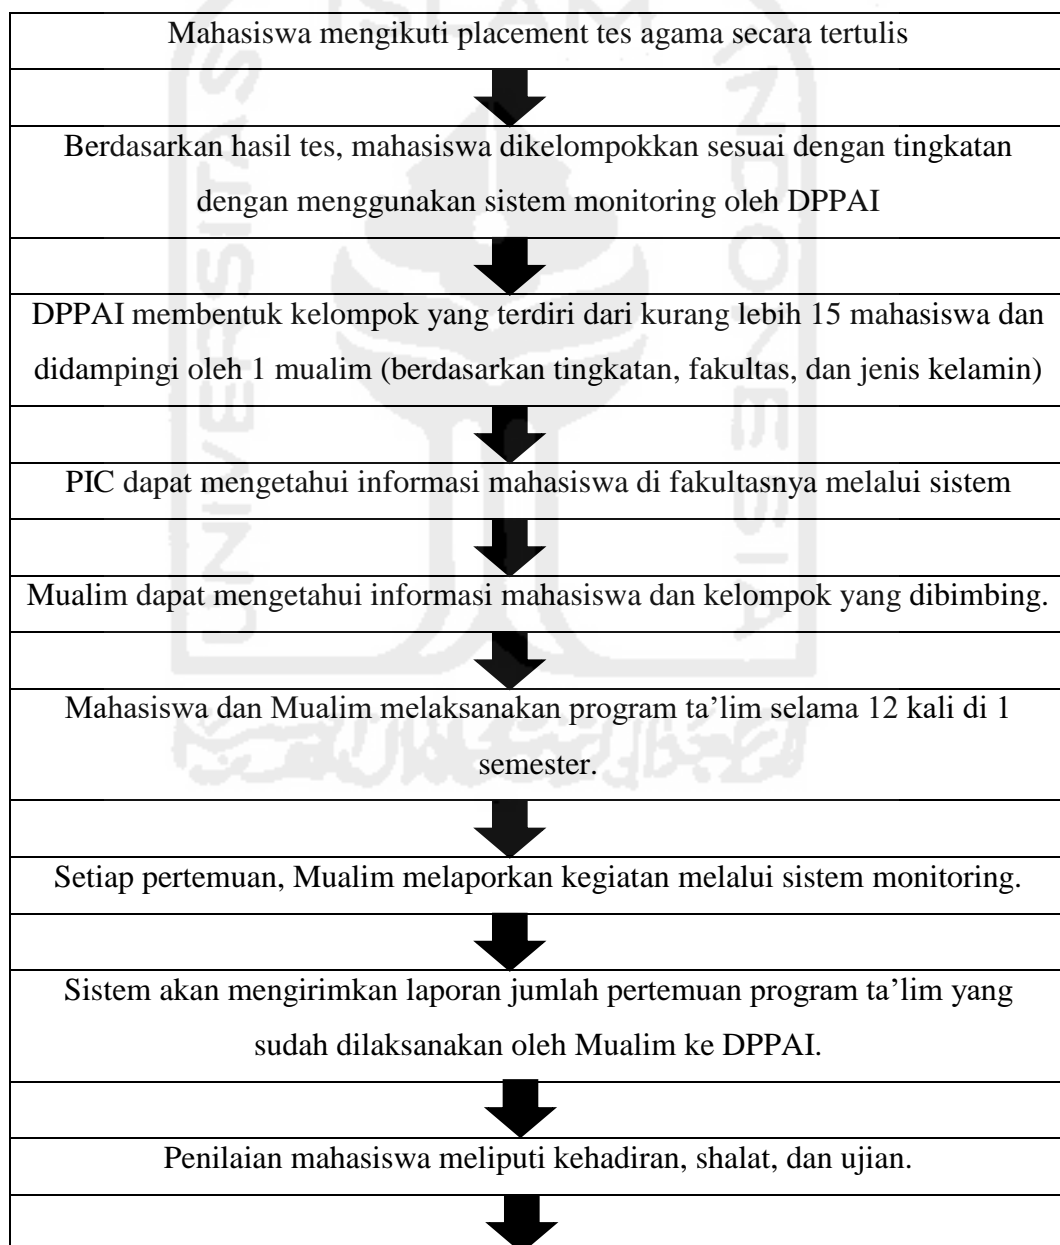 ISLAM
UNIVERSITAS
INDONESIA
Mahasiswa mengikuti placement tes agama secara tertulis
Berdasarkan hasil tes, mahasiswa dikelompokkan sesuai dengan tingkatan
dengan menggunakan sistem monitoring oleh DPPAI
DPPAI membentuk kelompok yang terdiri dari kurang lebih 15 mahasiswa dan
didampingi oleh 1 mualim (berdasarkan tingkatan, fakultas, dan jenis kelamin)
PIC dapat mengetahui informasi mahasiswa di fakultasnya melalui sistem
Mualim dapat mengetahui informasi mahasiswa dan kelompok yang dibimbing.
Mahasiswa dan Mualim melaksanakan program ta’lim selama 12 kali di 1
semester.
Setiap pertemuan, Mualim melaporkan kegiatan melalui sistem monitoring.
Sistem akan mengirimkan laporan jumlah pertemuan program ta’lim yang
sudah dilaksanakan oleh Mualim ke DPPAI.
Penilaian mahasiswa meliputi kehadiran, shalat, dan ujian.